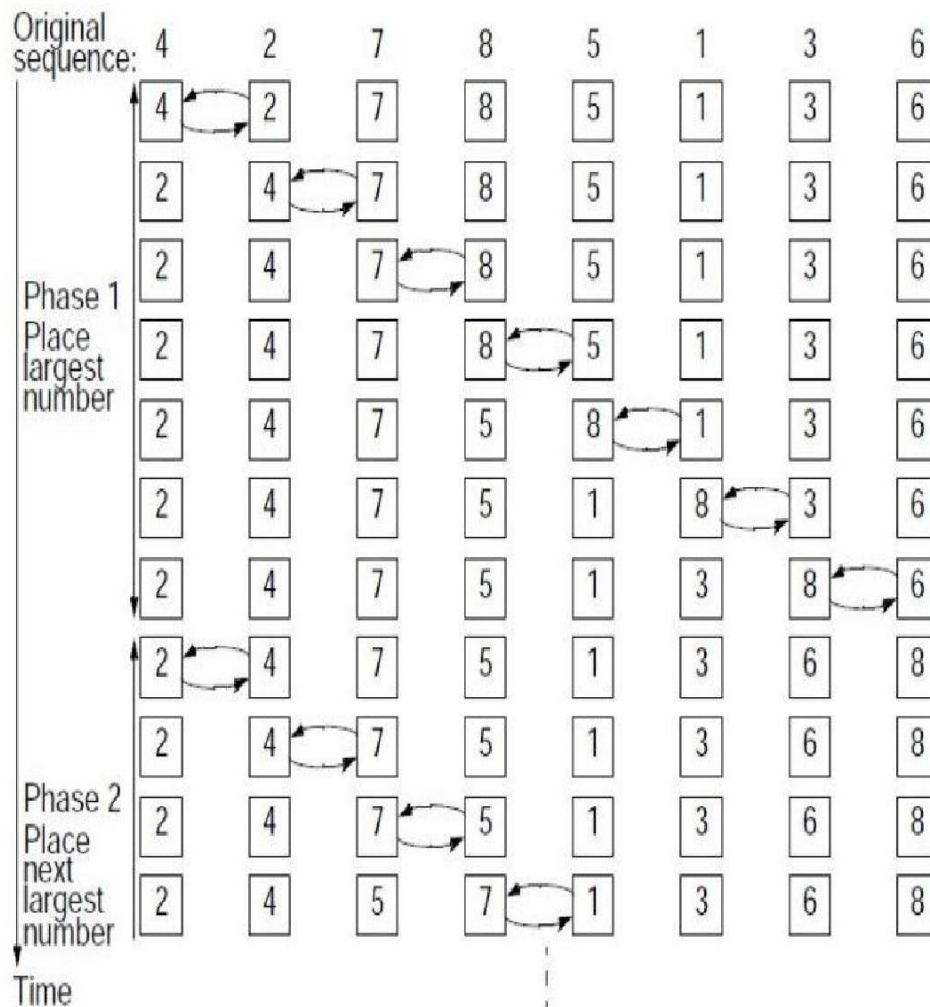 Original
sequence: 4 2 7 8 5 1 3 6
4 2 7 8 5 1 3 6
2 4 7 8 5 1 3 6
2 4 7 8 5 1 3 6
Phase 1
Place
largest
number
2 4 7 8 5 1 3 6
2 4 7 5 8 1 3 6
2 4 7 5 1 8 3 6
2 4 7 5 1 3 8 6
2 4 7 5 1 3 6 8
2 4 7 5 1 3 6 8
Phase 2
Place
next
largest
number
2 4 7 5 1 3 6 8
2 4 5 7 1 3 6 8
Time